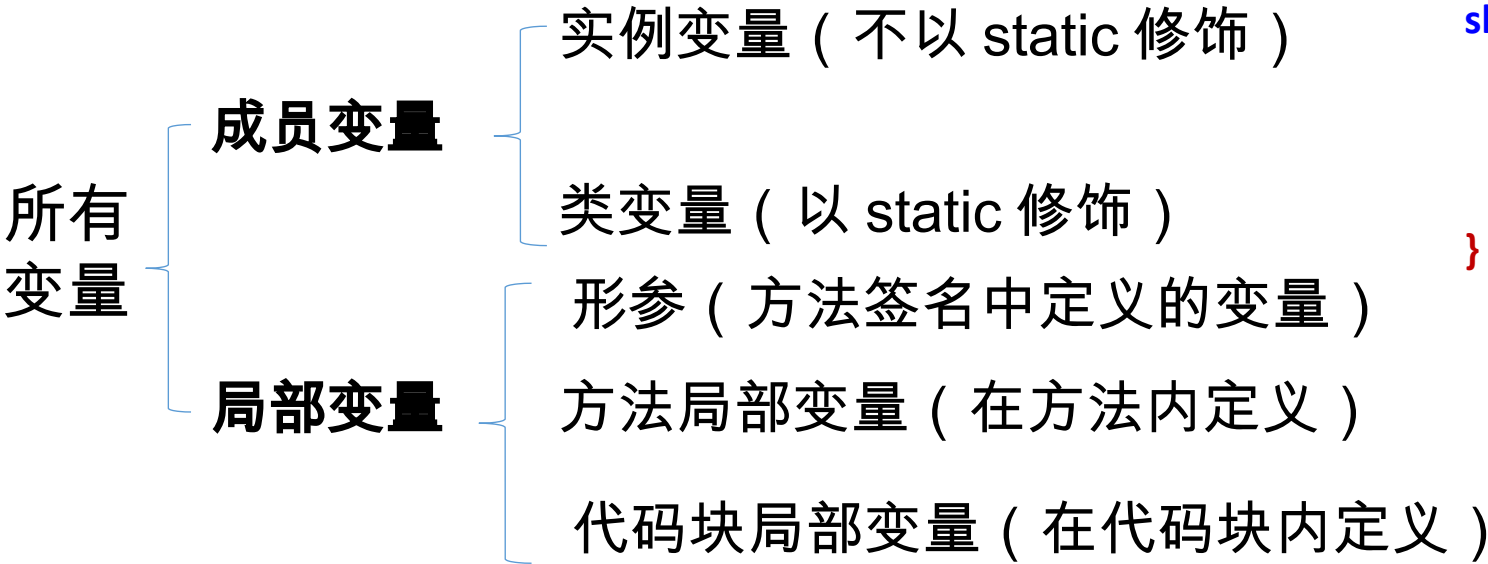 实例变量（不以 static 修饰）
成员变量
类变量（以 static 修饰）
所有
变量
形参（方法签名中定义的变量）
局部变量
方法局部变量（在方法内定义）
代码块局部变量（在代码块内定义）
}